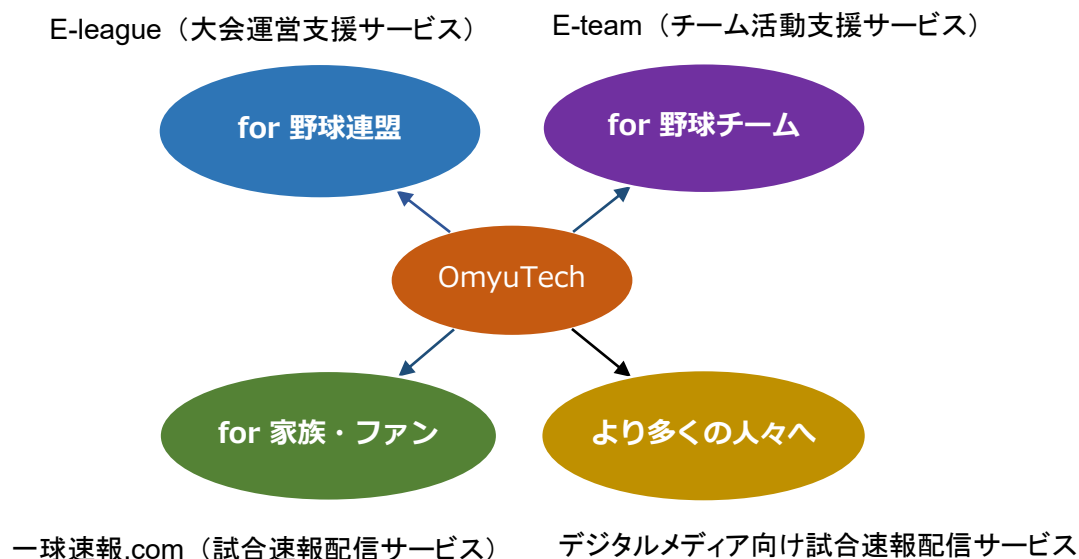 E-league（大会運営支援サービス）
E-team（チーム活動支援サービス）
for 野球連盟
for 野球チーム
OmyuTech
for 家族・ファン
より多くの人々へ
一球速報.com（試合速報配信サービス）
デジタルメディア向け試合速報配信サービス